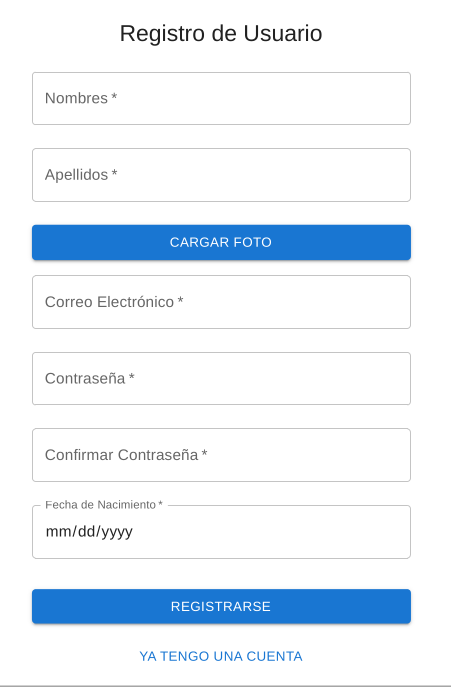 Registro de Usuario
Nombres *
Apellidos *
CARGAR FOTO
Correo Electrónico *
Contraseña *
Confirmar Contraseña *
Fecha de Nacimiento *
mm/dd/yyyy
REGISTRARSE
YA TENGO UNA CUENTA